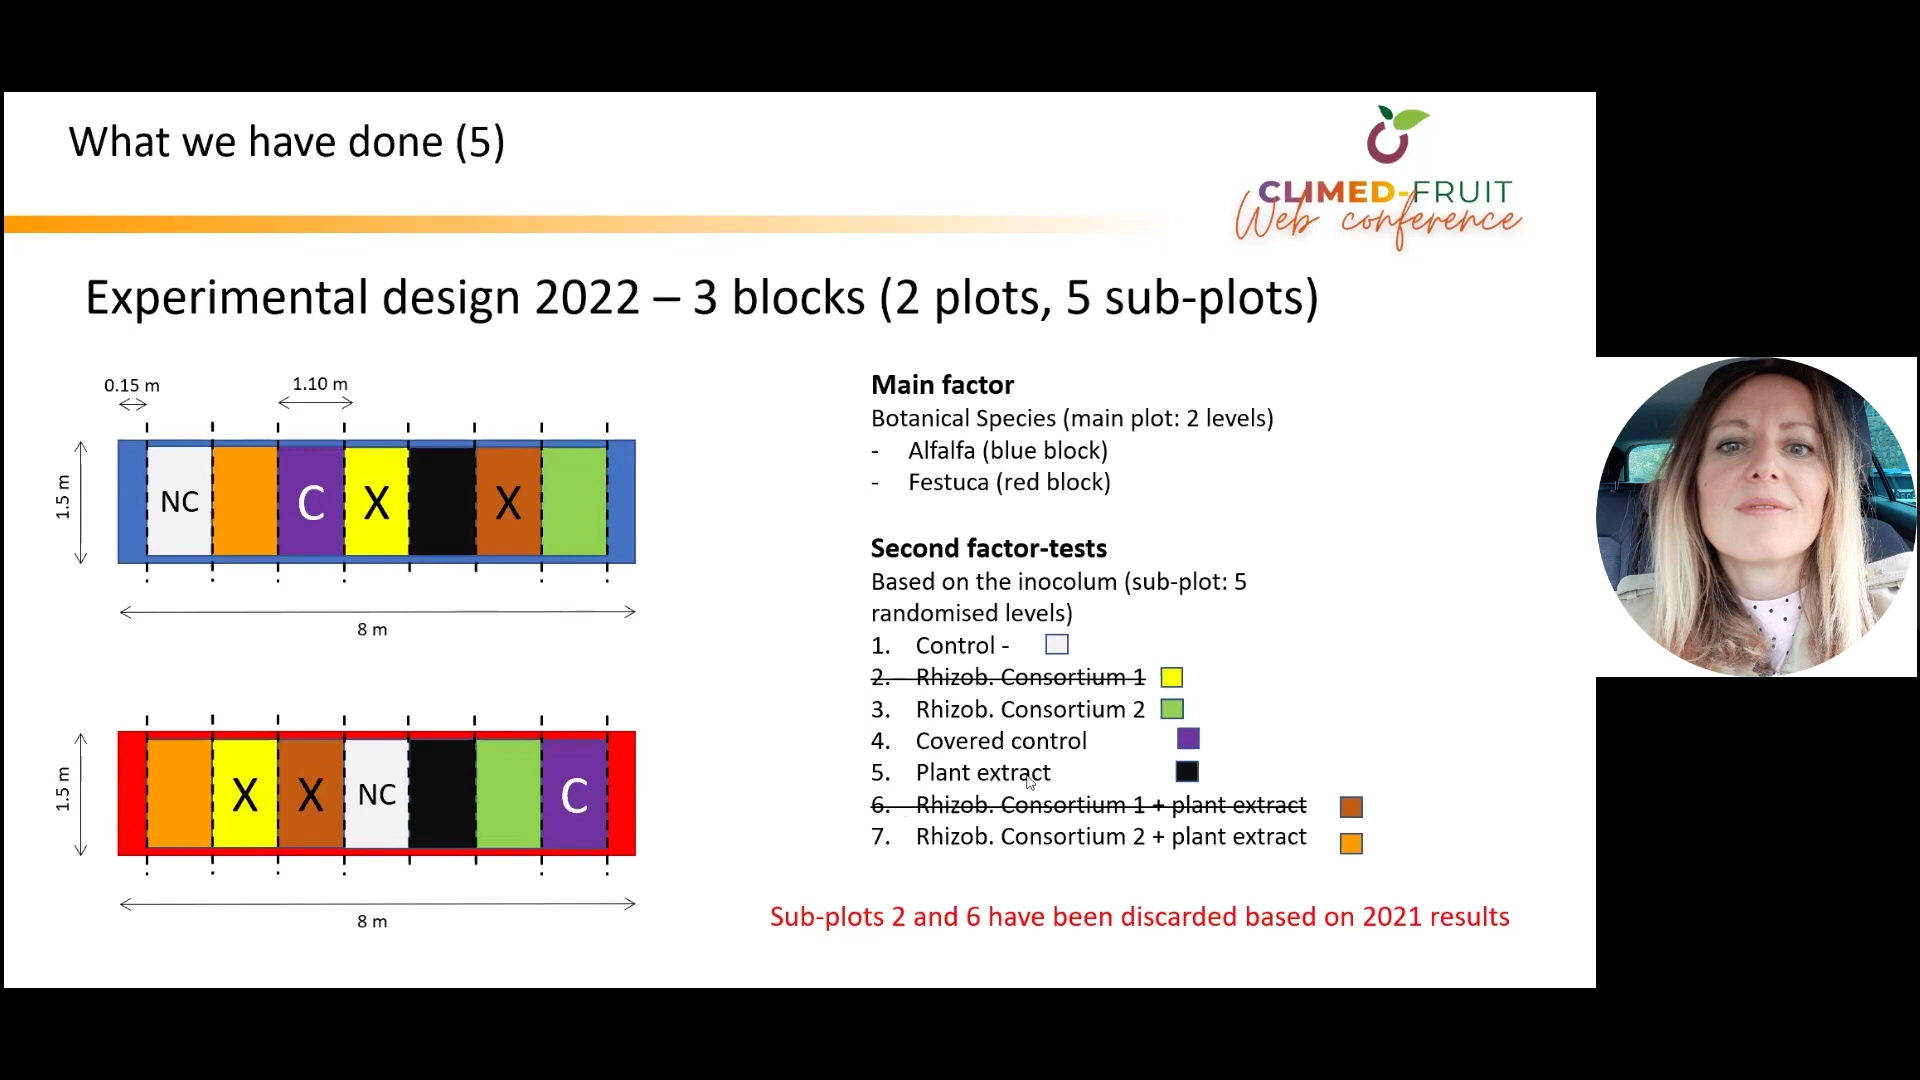 What we have done (5)
CLIMED-FRUIT
Web conference
Experimental design 2022 – 3 blocks (2 plots, 5 sub-plots)
0.15 m
1.10 m
1.5 m
NC
C
X
X
8 m
1.5 m
X
X
NC
C
8 m
Main factor
Botanical Species (main plot: 2 levels)
- Alfalfa (blue block)
- Festuca (red block)
Second factor-tests
Based on the inocolum (sub-plot: 5
randomised levels)
1. Control -
2. Rhizob. Consortium 1
3. Rhizob. Consortium 2
4. Covered control
5. Plant extract
6. Rhizob. Consortium 1 + plant extract
7. Rhizob. Consortium 2 + plant extract
Sub-plots 2 and 6 have been discarded based on 2021 results